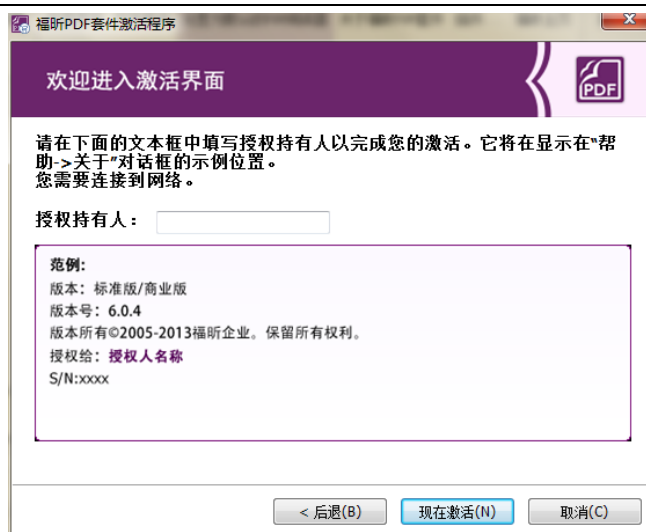 福昕PDF套件激活程序
欢迎进入激活界面
PDF
请在下面的文本框中填写授权持有人以完成您的激活。它将在显示在“帮
助->关于”对话框的示例位置。
您需要连接到网络。
授权持有人：
范例:
版本：标准版/商业版
版本号：6.0.4
版本所有©2005-2013福昕企业。保留所有权利。
授权给：授权人名称
S/N:xxxx
< 后退(B)
现在激活(N)
取消(C)